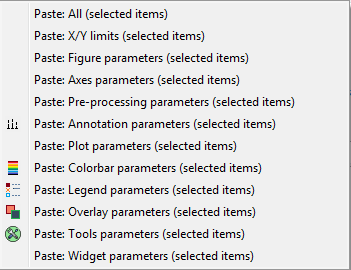 Paste: All (selected items)
Paste: X/Y limits (selected items)
Paste: Figure parameters (selected items)
Paste: Axes parameters (selected items)
Paste: Pre-processing parameters (selected items)
Paste: Annotation parameters (selected items)
Paste: Plot parameters (selected items)
Paste: Colorbar parameters (selected items)
Paste: Legend parameters (selected items)
Paste: Overlay parameters (selected items)
Paste: Tools parameters (selected items)
Paste: Widget parameters (selected items)